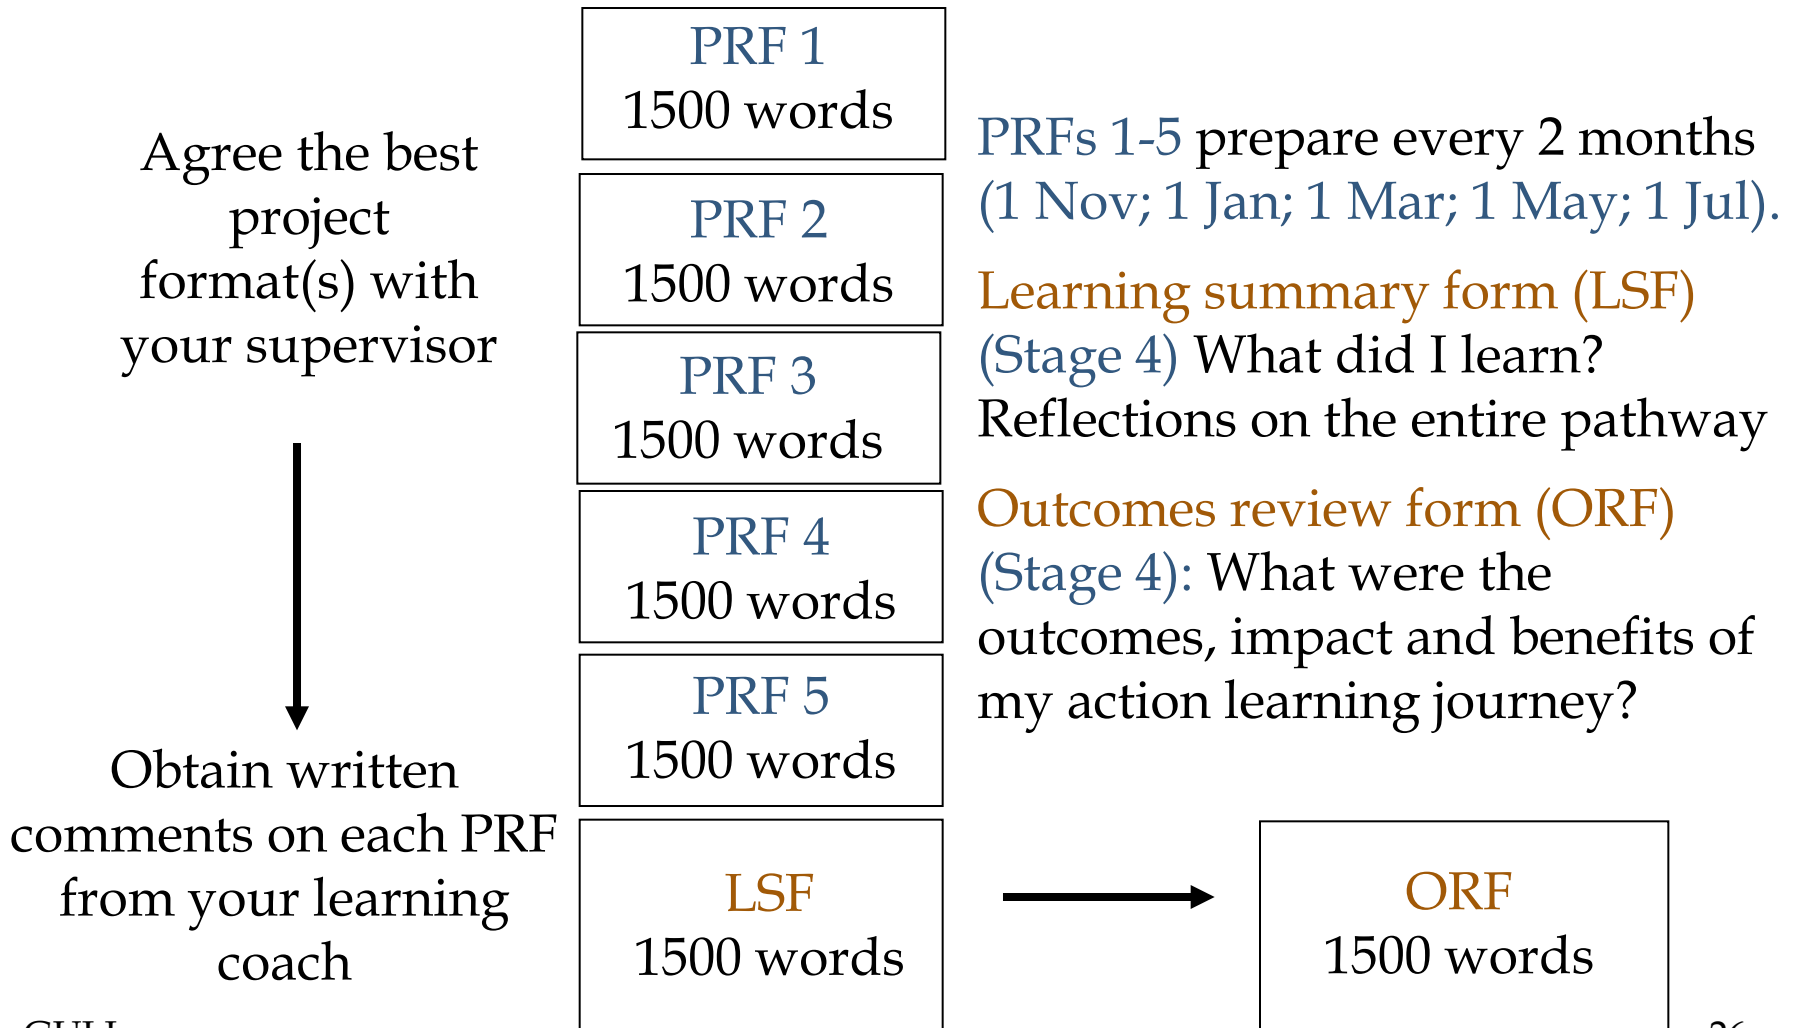 PRF 1
1500 words
Agree the best
project
format(s) with
your supervisor
PRF 2
1500 words
PRF 3
1500 words
PRF 4
1500 words
PRF 5
1500 words
Obtain written
comments on each PRF
from your learning
coach
LSF
1500 words
PRFs 1-5 prepare every 2 months
(1 Nov; 1 Jan; 1 Mar; 1 May; 1 Jul).
Learning summary form (LSF)
(Stage 4) What did I learn?
Reflections on the entire pathway
Outcomes review form (ORF)
(Stage 4): What were the
outcomes, impact and benefits of
my action learning journey?
ORF
1500 words